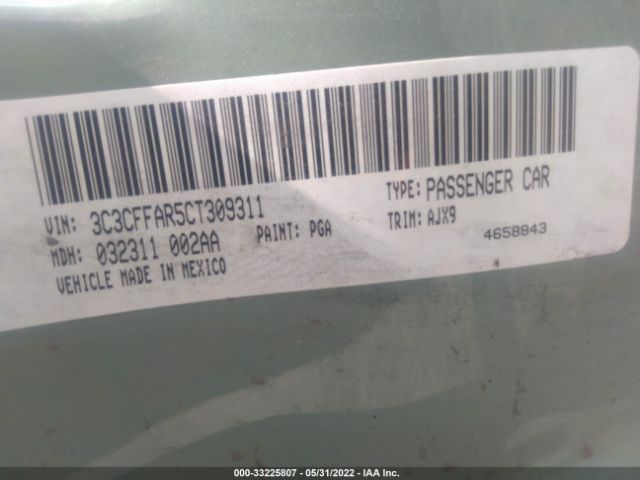 VIN: 3C3CFFAR5CT309311 TYPE: PASSENGER CAR
MDH: 032311 002AA PAINT: PGA TRIM: AJX9
VEHICLE MADE IN MEXICO 4658843
000-33225807 - 05/31/2022 - IAA Inc.